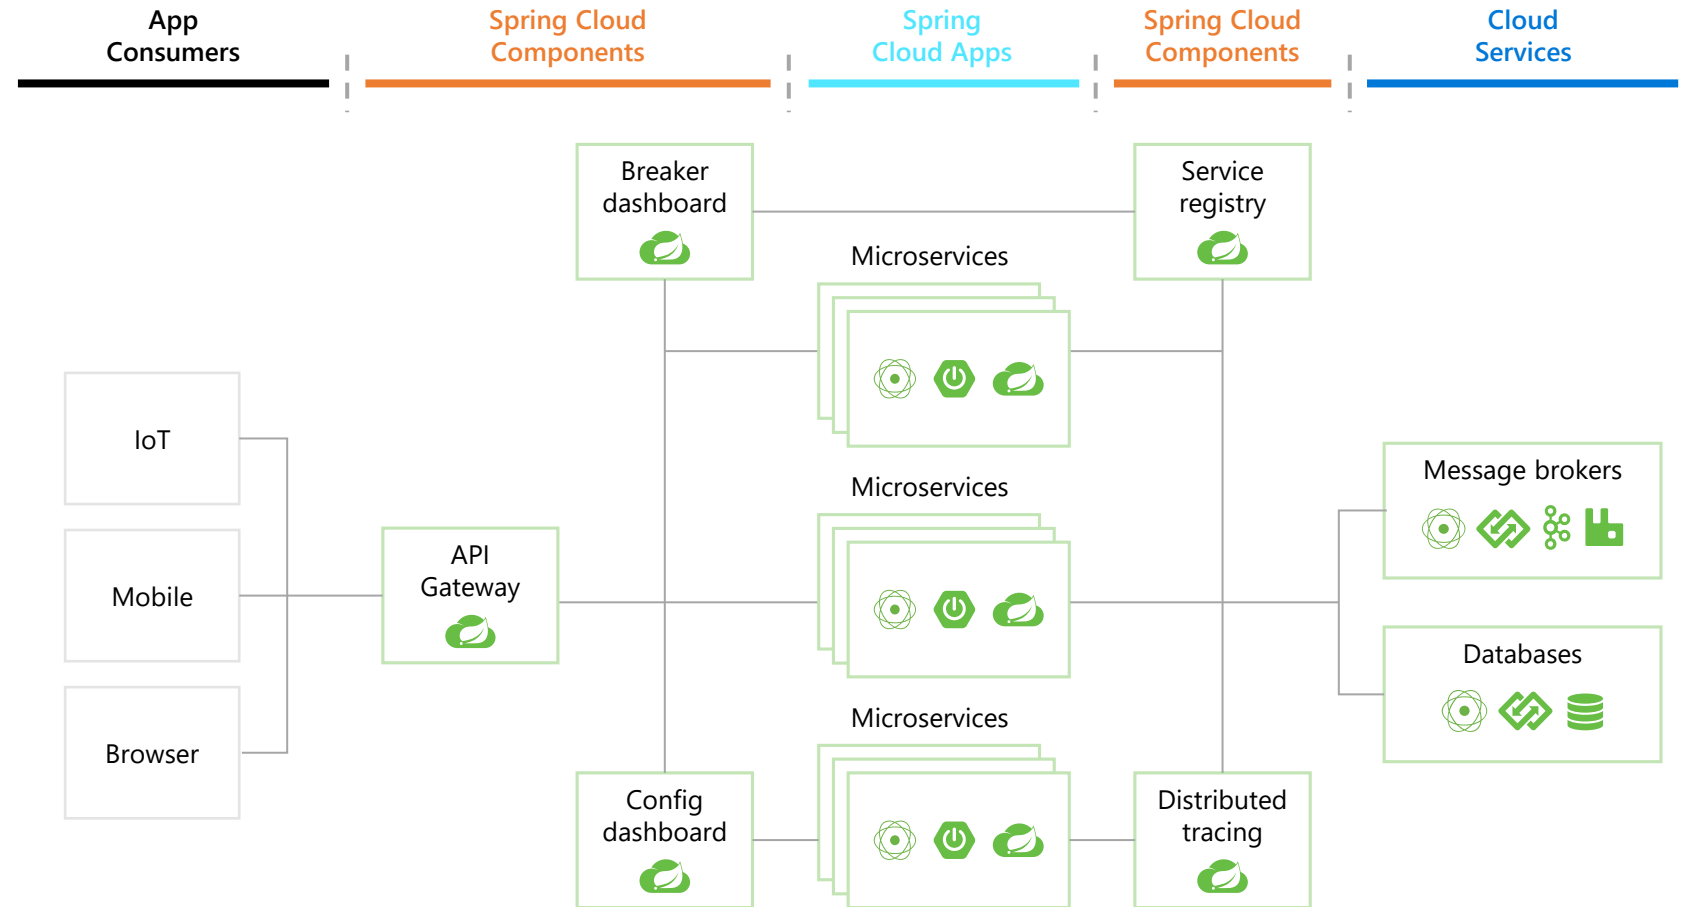 App
Consumers
Spring Cloud
Components
Spring
Cloud Apps
Spring Cloud
Components
Cloud
Services
Breaker
dashboard
Service
registry
Microservices
IoT
Mobile
Browser
API
Gateway
Microservices
Message brokers
Databases
Microservices
Config
dashboard
Distributed
tracing